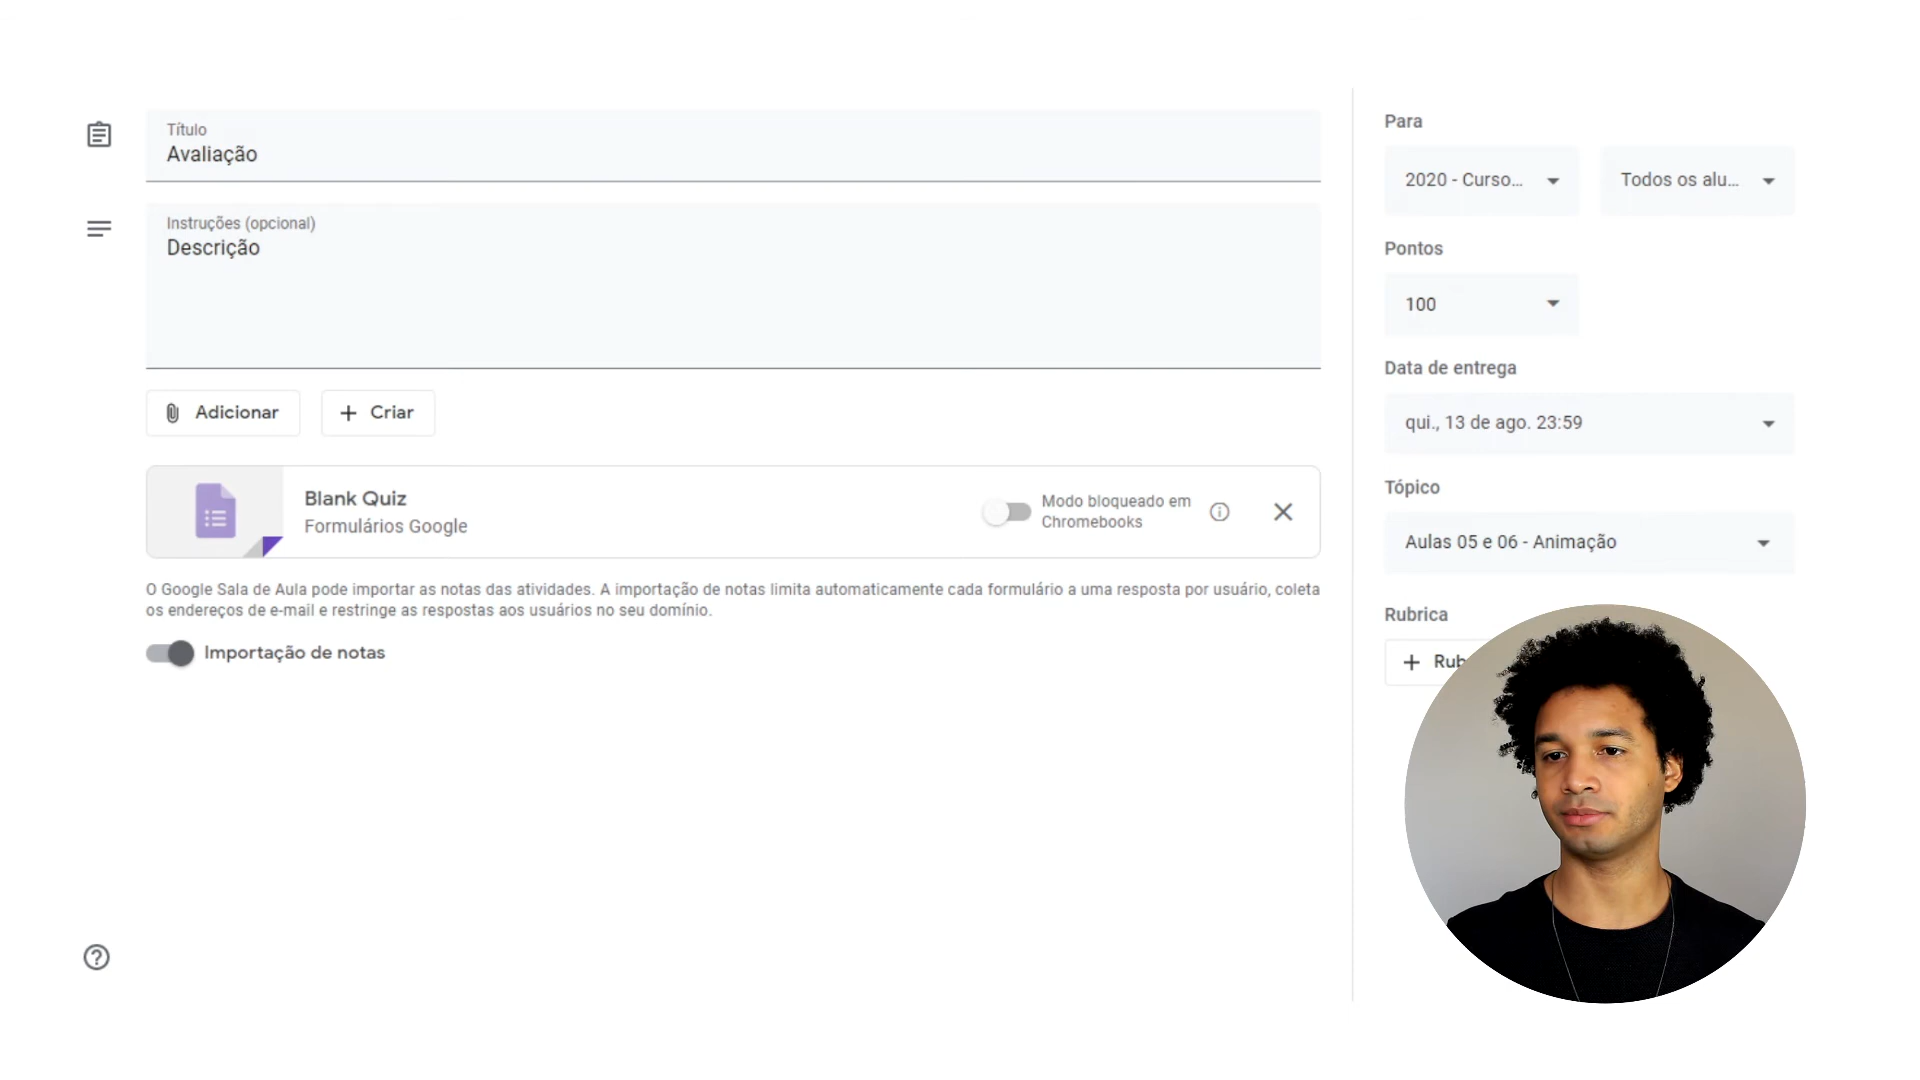 Título
Avaliação
Instruções (opcional)
Descrição
Adicionar
Criar
Blank Quiz
Formulários Google
Modo bloqueado em
Chromebooks
O Google Sala de Aula pode importar as notas das atividades. A importação de notas limita automaticamente cada formulário a uma resposta por usuário, coleta
os endereços de e-mail e restringe as respostas aos usuários no seu domínio.
Importação de notas
Para
2020 - Curso...
Todos os alu...
Pontos
100
Data de entrega
qui., 13 de ago. 23:59
Tópico
Aulas 05 e 06 - Animação
Rubrica
+ Rub